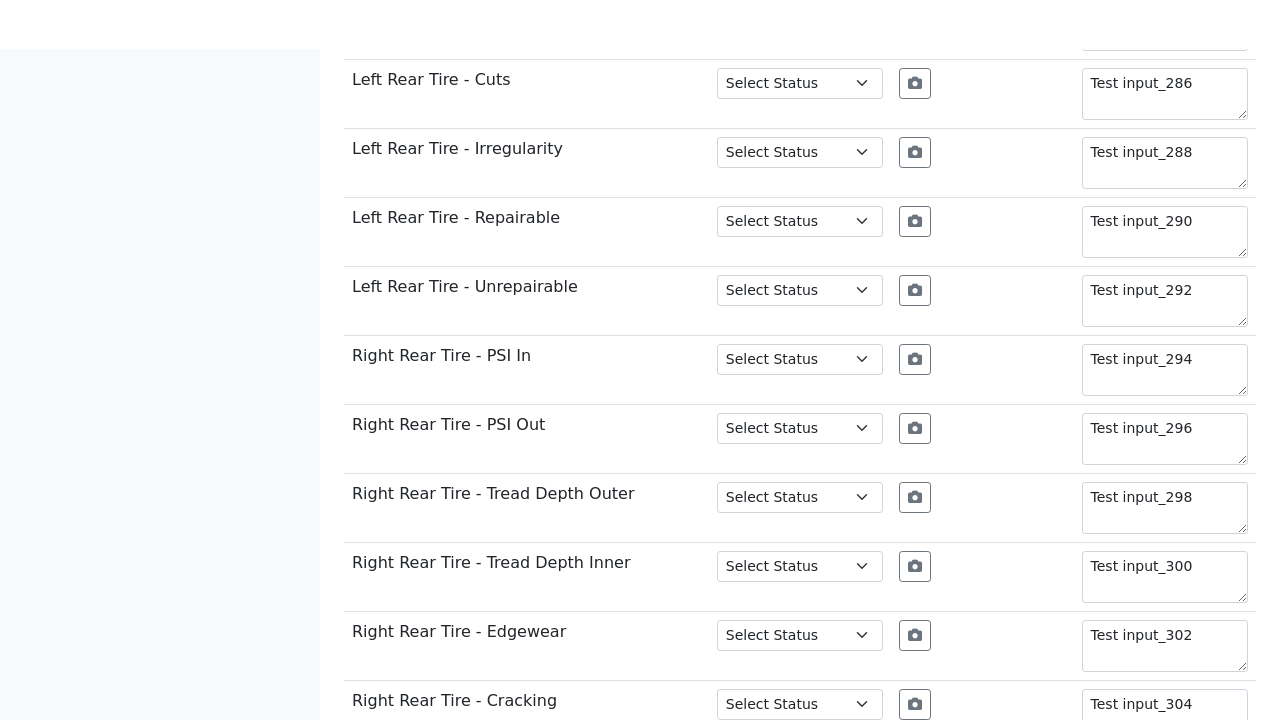 Left Rear Tire - Cuts Select Status Test input_286
Left Rear Tire - Irregularity Select Status Test input_288
Left Rear Tire - Repairable Select Status Test input_290
Left Rear Tire - Unrepairable Select Status Test input_292
Right Rear Tire - PSI In Select Status Test input_294
Right Rear Tire - PSI Out Select Status Test input_296
Right Rear Tire - Tread Depth Outer Select Status Test input_298
Right Rear Tire - Tread Depth Inner Select Status Test input_300
Right Rear Tire - Edgewear Select Status Test input_302
Right Rear Tire - Cracking Select Status Test input_304